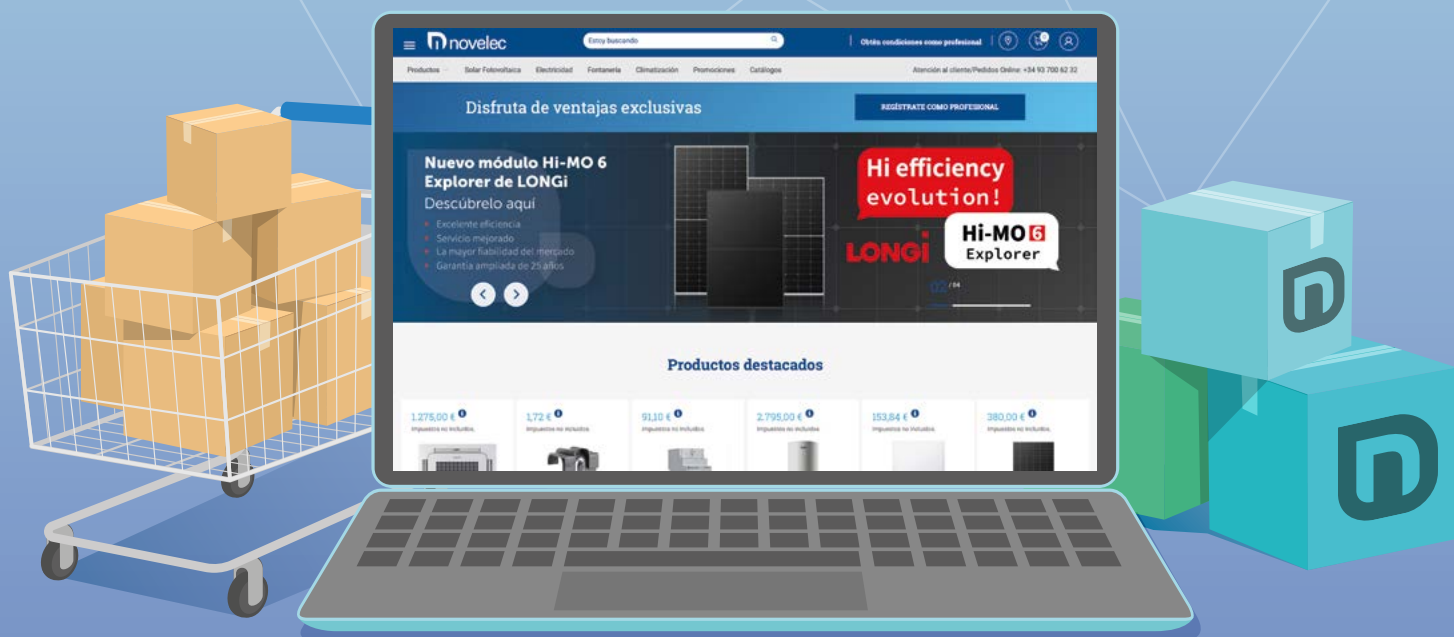 novelec
Estoy buscando
Obtén condiciones como profesional
Productos
Solar Fotovoltaica
Electricidad
Fontanería
Climatización
Promociones
Catálogos
Atención al cliente/Pedidos Online: +34 93 700 62 32
Disfruta de ventajas exclusivas
REGÍSTRATE COMO PROFESIONAL
Nuevo módulo Hi-MO 6
Explorer de LONGi
Descúbrelo aquí
Excelente eficiencia
Servicio mejorado
La mayor fiabilidad del mercado
Garantía ampliada de 25 años
Hi efficiency
evolution!
LONGi
Hi-MO 6
Explorer
02 / 04
Productos destacados
1.275,00 €
1,72 €
91,10 €
2.795,00 €
153,84 €
380,00 €
Impuestos no incluidos.
Impuestos no incluidos.
Impuestos no incluidos.
Impuestos no incluidos.
Impuestos no incluidos.
Impuestos no incluidos.